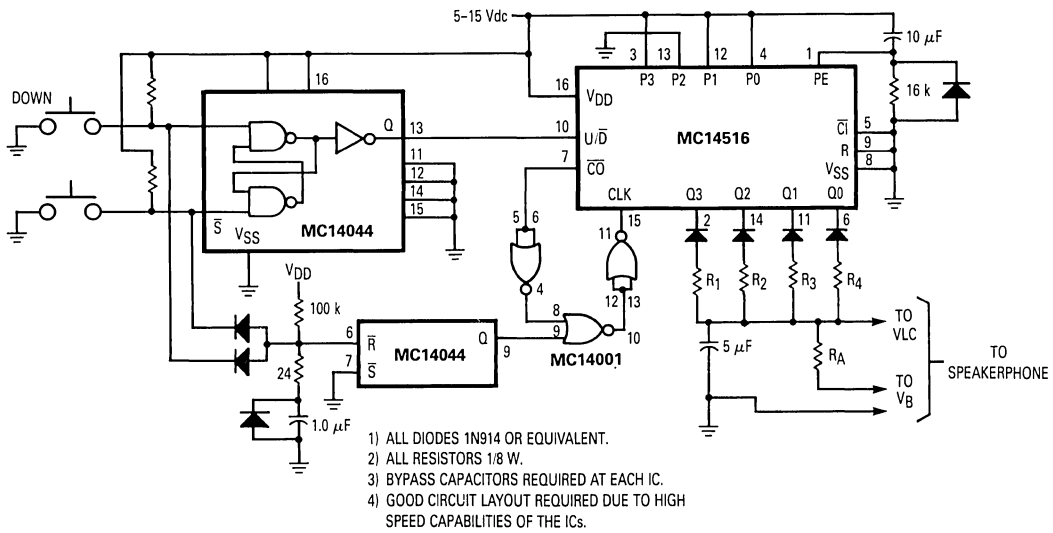 5–15 Vdc
10 μF
3 13 12 4 1
P3 P2 P1 P0 PE
16
16
VDD
16 k
DOWN
MC14516
Q 13
10 U/D̅
C̅I̅ 5
R 9
VSS 8
7 C̅O̅
11
12
14
15
CLK
Q3 Q2 Q1 Q0
15
2 14 11 6
S̅ VSS MC14044
5 6
11
4
12 13
R1 R2 R3 R4
VDD
100 k
8
9
10
MC14001
6 R̅
7 S̅
MC14044
Q
9
TO
VLC
5 μF
RA
TO
VB
TO
SPEAKERPHONE
24
1.0 μF
1) ALL DIODES 1N914 OR EQUIVALENT.
2) ALL RESISTORS 1/8 W.
3) BYPASS CAPACITORS REQUIRED AT EACH IC.
4) GOOD CIRCUIT LAYOUT REQUIRED DUE TO HIGH
SPEED CAPABILITIES OF THE ICs.